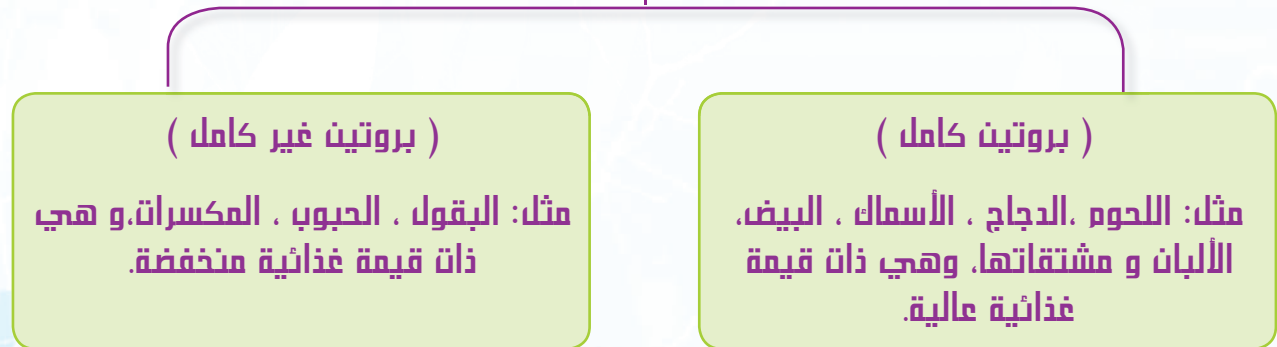 ( بروتين كامل )
مثل: اللحوم ،الدجاج ، الأسماك ، البيض،
الألبان و مشتقاتها، وهي ذات قيمة
غذائية عالية.
( بروتين غير كامل )
مثل: البقول ، الحبوب ، المكسرات،و هي
ذات قيمة غذائية منخفضة.